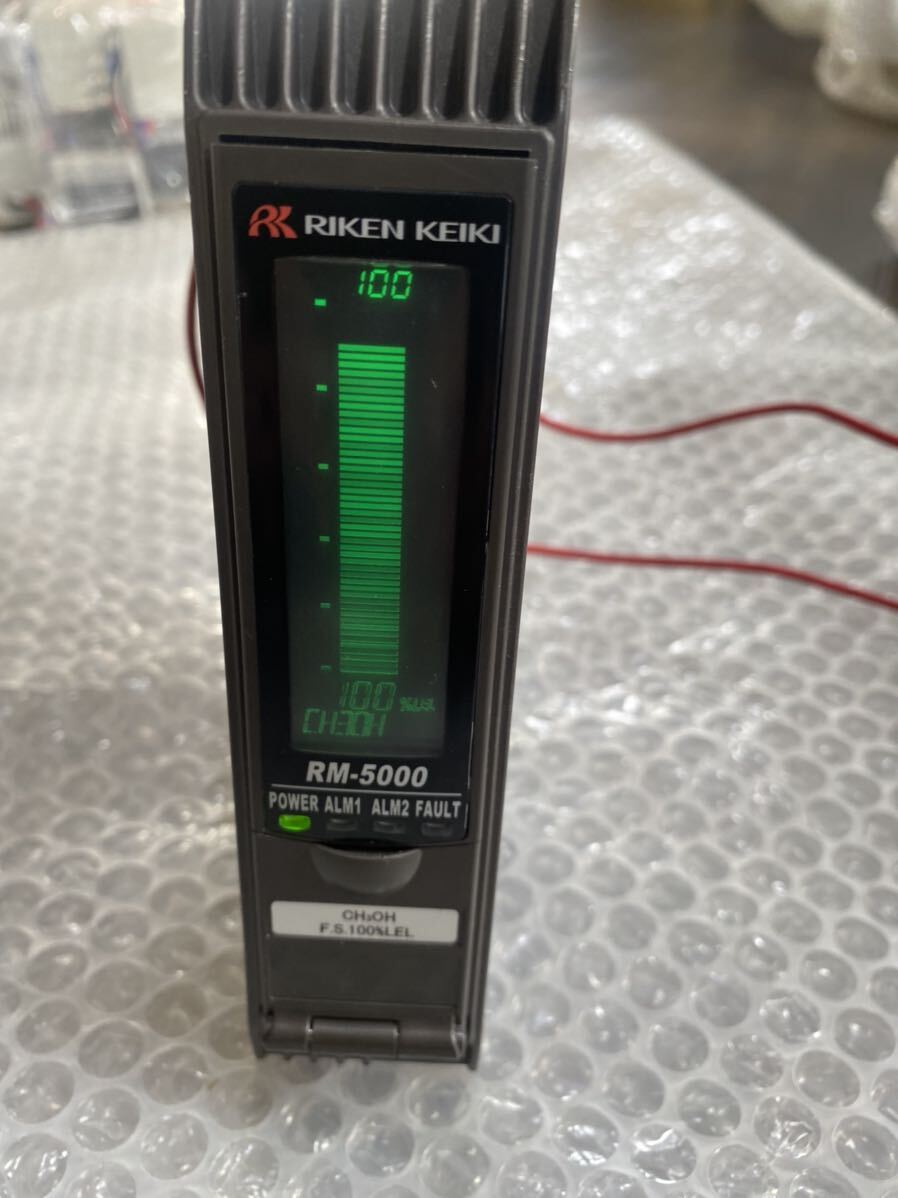 RIKEN KEIKI
100
100 %LEL
CH3OH
RM-5000
POWER ALM1 ALM2 FAULT
CH₃OH
F.S.100%LEL